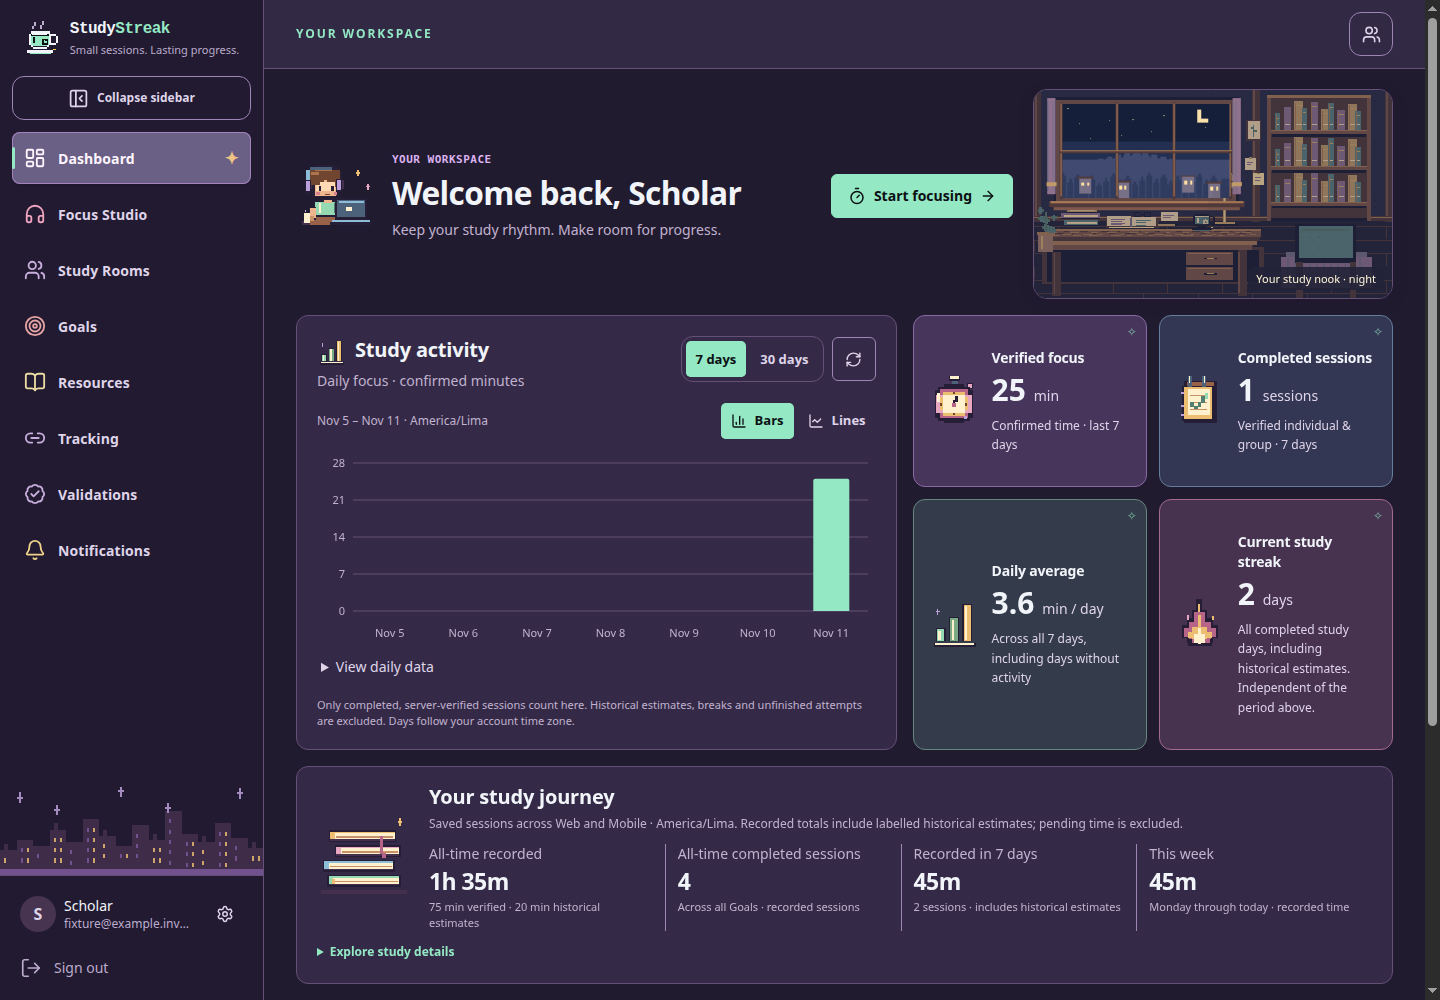 StudyStreak
Small sessions. Lasting progress.
Collapse sidebar
Dashboard
Focus Studio
Study Rooms
Goals
Resources
Tracking
Validations
Notifications
S
Scholar
fixture@example.inv...
Sign out
YOUR WORKSPACE
YOUR WORKSPACE
Welcome back, Scholar
Keep your study rhythm. Make room for progress.
Start focusing
Your study nook · night
Study activity
Daily focus · confirmed minutes
7 days
30 days
Nov 5 – Nov 11 · America/Lima
Bars
Lines
28
21
14
7
0
Nov 5
Nov 6
Nov 7
Nov 8
Nov 9
Nov 10
Nov 11
View daily data
Only completed, server-verified sessions count here. Historical estimates, breaks and unfinished attempts
are excluded. Days follow your account time zone.
Verified focus
25 min
Confirmed time · last 7
days
Completed sessions
1 sessions
Verified individual &
group · 7 days
Daily average
3.6 min / day
Across all 7 days,
including days without
activity
Current study
streak
2 days
All completed study
days, including
historical estimates.
Independent of the
period above.
Your study journey
Saved sessions across Web and Mobile · America/Lima. Recorded totals include labelled historical estimates; pending time is excluded.
All-time recorded
1h 35m
75 min verified · 20 min historical
estimates
All-time completed sessions
4
Across all Goals · recorded sessions
Recorded in 7 days
45m
2 sessions · includes historical estimates
This week
45m
Monday through today · recorded time
Explore study details